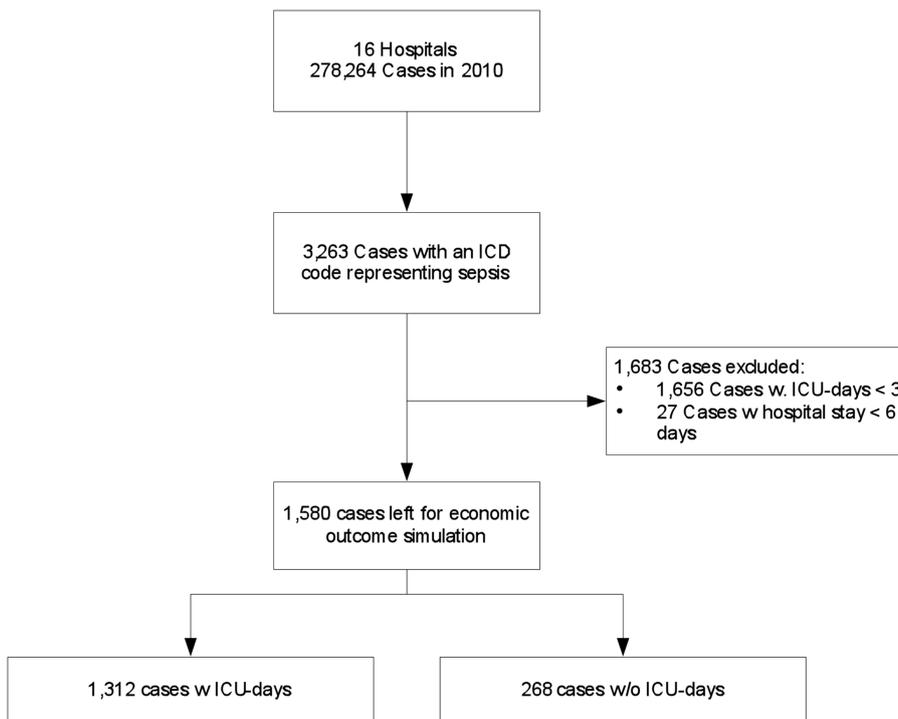 16 Hospitals
278,264 Cases in 2010
3,263 Cases with an ICD
code representing sepsis
1,683 Cases excluded:
• 1,656 Cases w. ICU-days < 3
• 27 Cases w hospital stay < 6
days
1,580 cases left for economic
outcome simulation
1,312 cases w ICU-days
268 cases w/o ICU-days